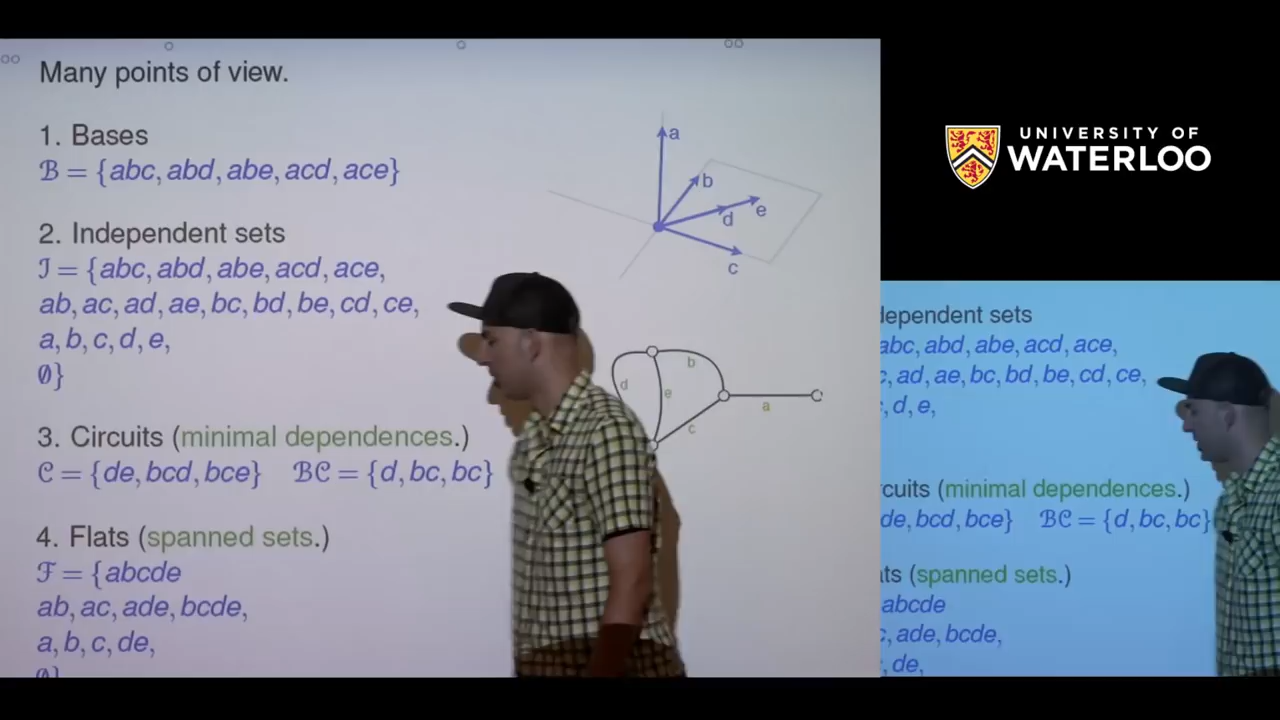 Many points of view.
1. Bases
ℬ = {abc, abd, abe, acd, ace}
2. Independent sets
ℐ = {abc, abd, abe, acd, ace,
ab, ac, ad, ae, bc, bd, be, cd, ce,
a, b, c, d, e,
∅}
3. Circuits (minimal dependences.)
𝒞 = {de, bcd, bce} ℬ𝒞 = {d, bc, bc}
4. Flats (spanned sets.)
ℱ = {abcde
ab, ac, ade, bcde,
a, b, c, de,
∅}
a
b
d
e
c
b
d
e
a
c
UNIVERSITY OF
WATERLOO
dependent sets
abc, abd, abe, acd, ace,
, ad, ae, bc, bd, be, cd, ce,
, d, e,
cuits (minimal dependences.)
de, bcd, bce} ℬ𝒞 = {d, bc, bc}
ts (spanned sets.)
abcde
, ade, bcde,
, de,